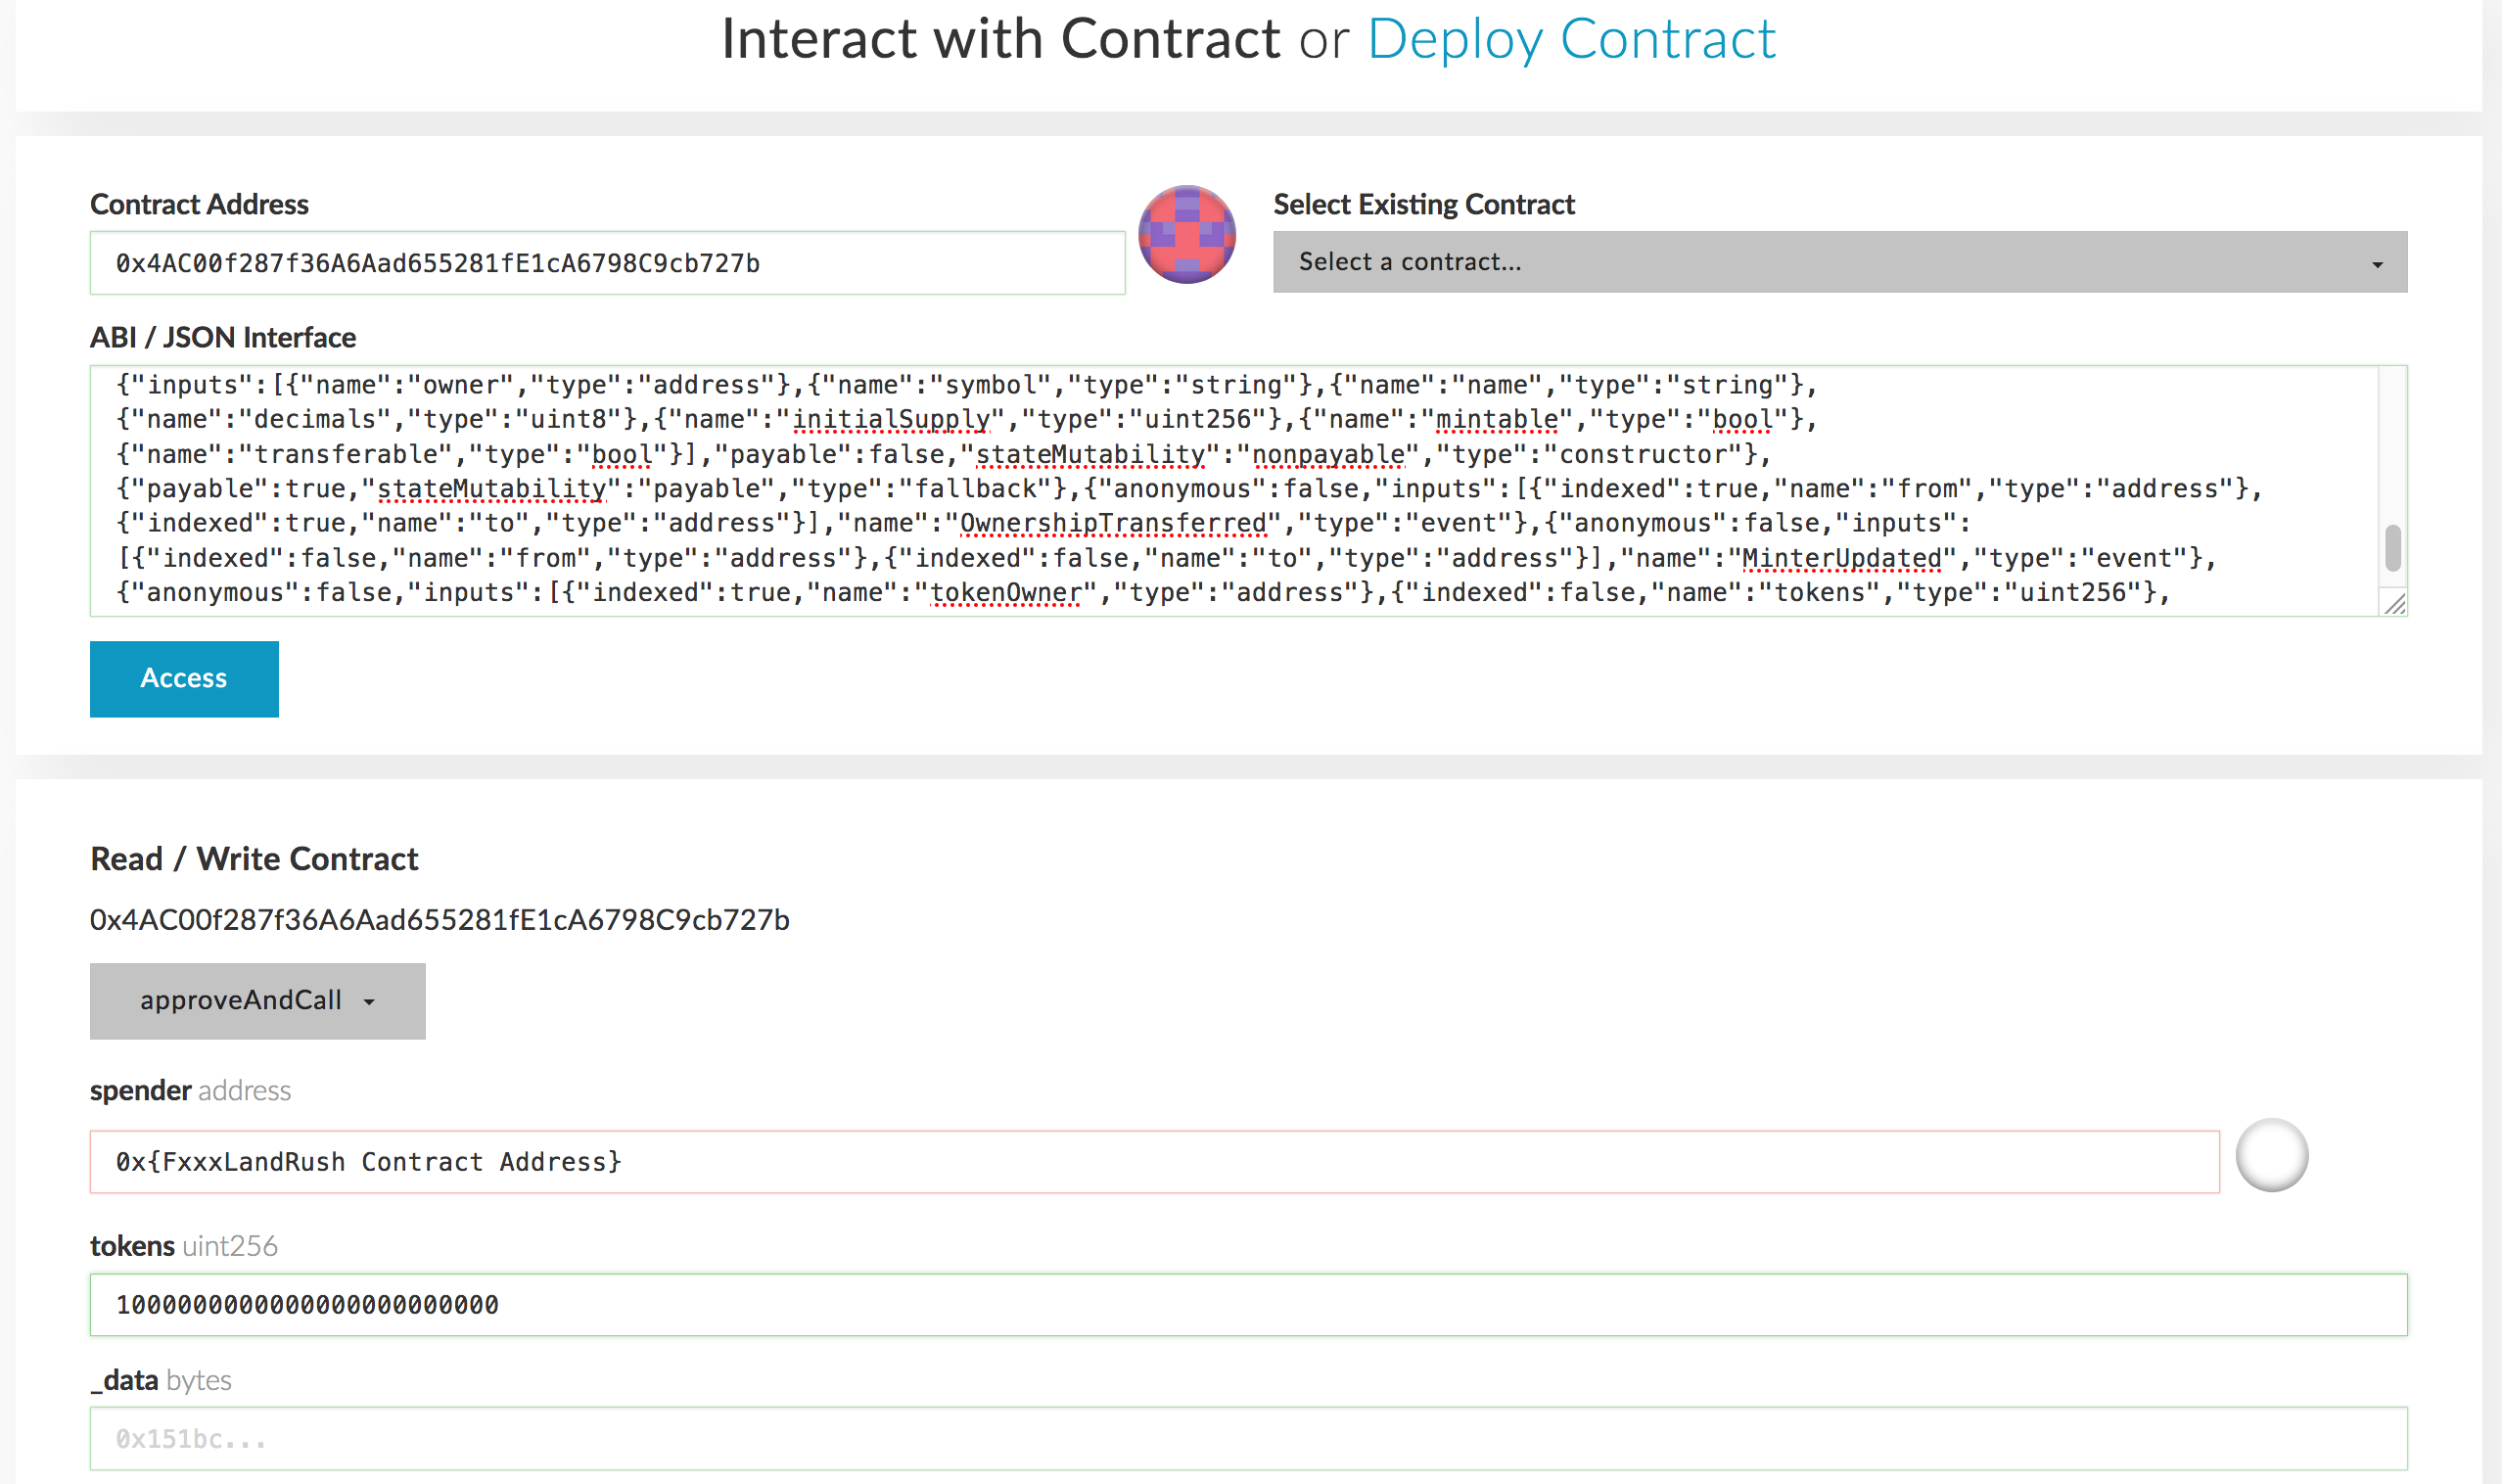 Interact with Contract or Deploy Contract
Contract Address
Select Existing Contract
0x4AC00f287f36A6Aad655281fE1cA6798C9cb727b
Select a contract...
ABI / JSON Interface
{"inputs":[{"name":"owner","type":"address"},{"name":"symbol","type":"string"},{"name":"name","type":"string"},
{"name":"decimals","type":"uint8"},{"name":"initialSupply","type":"uint256"},{"name":"mintable","type":"bool"},
{"name":"transferable","type":"bool"}],"payable":false,"stateMutability":"nonpayable","type":"constructor"},
{"payable":true,"stateMutability":"payable","type":"fallback"},{"anonymous":false,"inputs":[{"indexed":true,"name":"from","type":"address"},
{"indexed":true,"name":"to","type":"address"}],"name":"OwnershipTransferred","type":"event"},{"anonymous":false,"inputs":
[{"indexed":false,"name":"from","type":"address"},{"indexed":false,"name":"to","type":"address"}],"name":"MinterUpdated","type":"event"},
{"anonymous":false,"inputs":[{"indexed":true,"name":"tokenOwner","type":"address"},{"indexed":false,"name":"tokens","type":"uint256"},
Access
Read / Write Contract
0x4AC00f287f36A6Aad655281fE1cA6798C9cb727b
approveAndCall
spender address
0x{FxxxLandRush Contract Address}
tokens uint256
1000000000000000000000000
_data bytes
0x151bc...